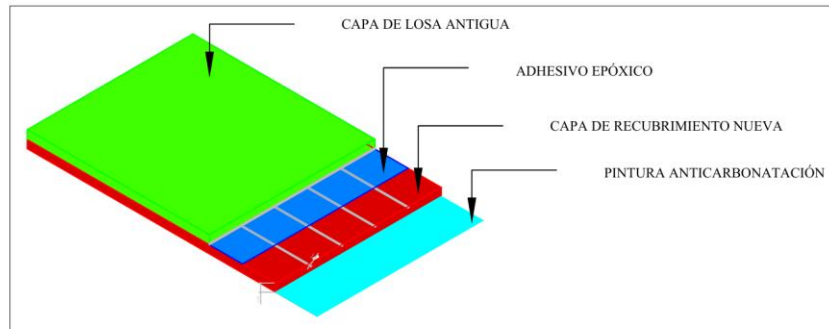 CAPA DE LOSA ANTIGUA
ADHESIVO EPÓXICO
CAPA DE RECUBRIMIENTO NUEVA
PINTURA ANTICARBONATACIÓN